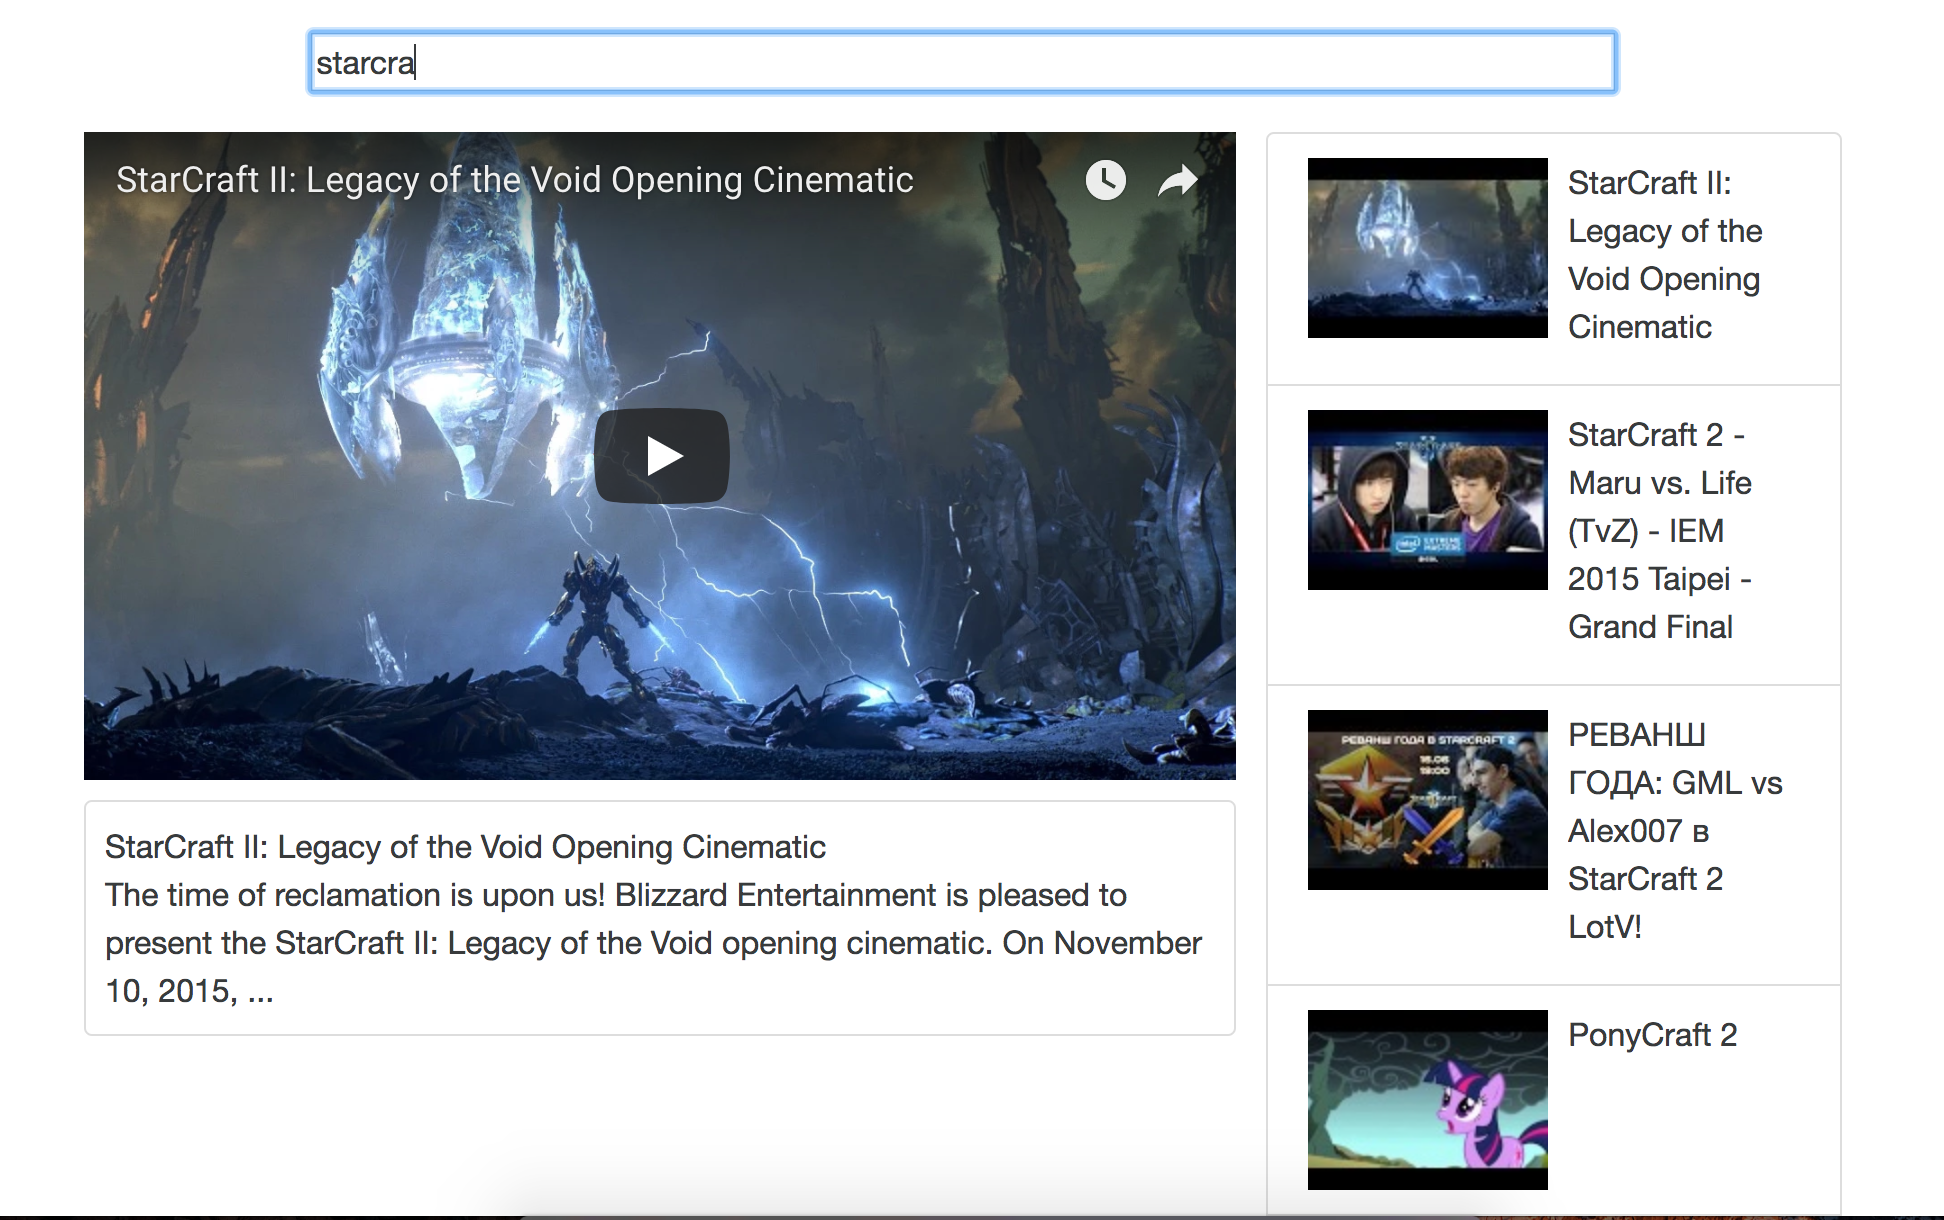 starcra
StarCraft II: Legacy of the Void Opening Cinematic
StarCraft II: Legacy of the Void Opening Cinematic
The time of reclamation is upon us! Blizzard Entertainment is pleased to
present the StarCraft II: Legacy of the Void opening cinematic. On November
10, 2015, ...
StarCraft II:
Legacy of the
Void Opening
Cinematic
intel EXTREME
MASTERS
StarCraft 2 -
Maru vs. Life
(TvZ) - IEM
2015 Taipei -
Grand Final
РЕВАНШ ГОДА В STARCRAFT 2
РЕВАНШ
ГОДА: GML vs
Alex007 в
StarCraft 2
LotV!
PonyCraft 2